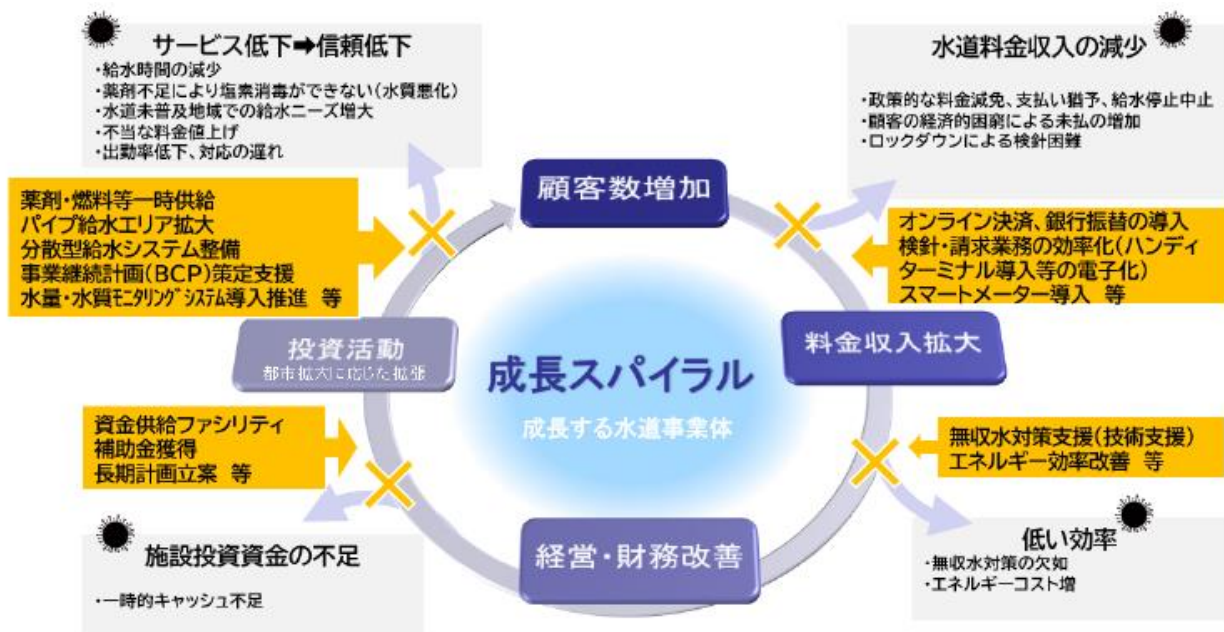 サービス低下➡信頼低下
・給水時間の減少
・薬剤不足により塩素消毒ができない(水質悪化)
・水道未普及地域での給水ニーズ増大
・不当な料金値上げ
・出勤率低下、対応の遅れ
水道料金収入の減少
・政策的な料金減免、支払い猶予、給水停止中止
・顧客の経済的困窮による未払の増加
・ロックダウンによる検針困難
顧客数増加
薬剤・燃料等一時供給
パイプ給水エリア拡大
分散型給水システム整備
事業継続計画(BCP)策定支援
水量・水質モニタリングシステム導入推進 等
オンライン決済、銀行振替の導入
検針・請求業務の効率化(ハンディ
ターミナル導入等の電子化)
スマートメーター導入 等
投資活動
都市拡大に応じた拡張
成長スパイラル
成長する水道事業体
料金収入拡大
資金供給ファシリティ
補助金獲得
長期計画立案 等
無収水対策支援(技術支援)
エネルギー効率改善 等
経営・財務改善
施設投資資金の不足
・一時的キャッシュ不足
低い効率
・無収水対策の欠如
・エネルギーコスト増